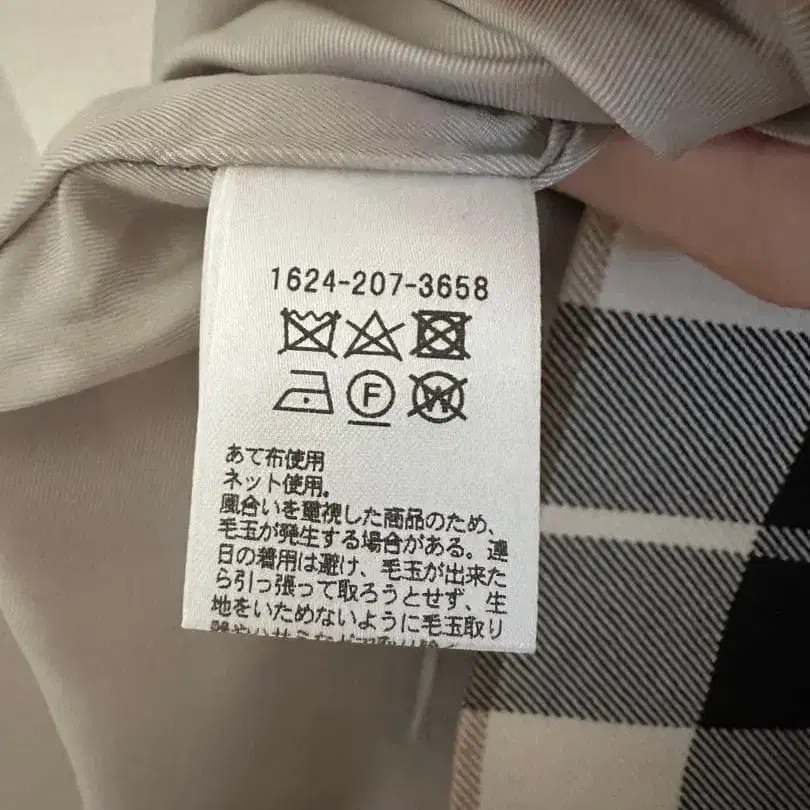 1624-207-3658
F
W
あて布使用
ネット使用。
風合いを重視した商品のため、
毛玉が発生する場合がある。連
日の着用は避け、毛玉が出来た
ら引っ張って取ろうとせず、生
地をいためないように毛玉取り